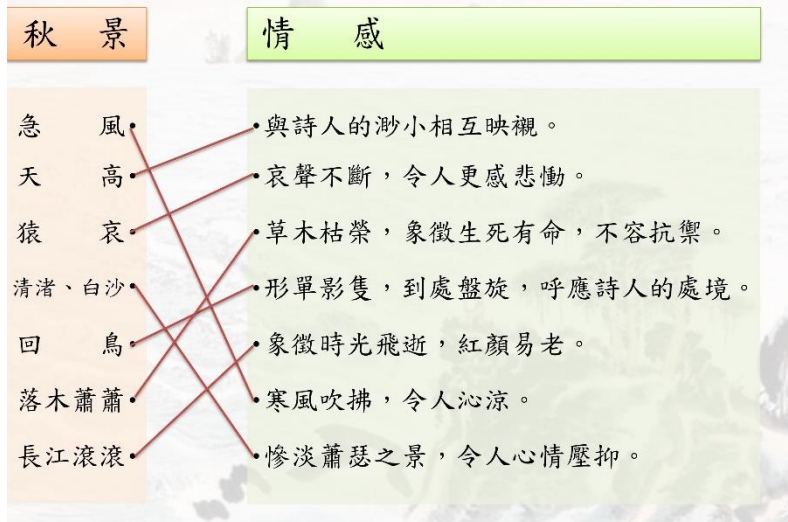 秋 景 情 感
急 風• •與詩人的渺小相互映襯。
天 高• •哀聲不斷，令人更感悲慟。
猿 哀• •草木枯榮，象徵生死有命，不容抗禦。
清渚、白沙• •形單影隻，到處盤旋，呼應詩人的處境。
回 鳥• •象徵時光飛逝，紅顏易老。
落木蕭蕭• •寒風吹拂，令人沁涼。
長江滾滾• •慘淡蕭瑟之景，令人心情壓抑。